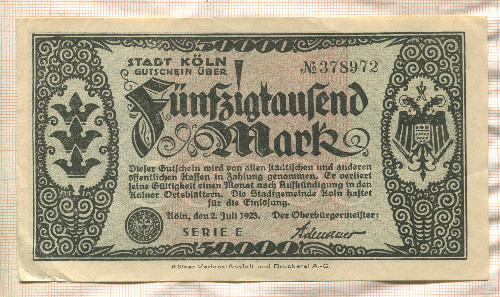 50000
STADT KÖLN
GUTSCHEIN ÜBER
№ 378972
Fünfzigtausend
Mark
Dieser Gutschein wird von allen städtischen und anderen
öffentlichen Kassen in Zahlung genommen. Er verliert
seine Gültigkeit einen Monat nach Aufkündigung in den
Kölner Ortsblättern. Die Stadtgemeinde Köln haftet
für die Einlösung.
Köln, den 2. Juli 1923. Der Oberbürgermeister:
SERIE E
Adenauer
50000
Kölner Verlags-Anstalt und Druckerei A.-G.